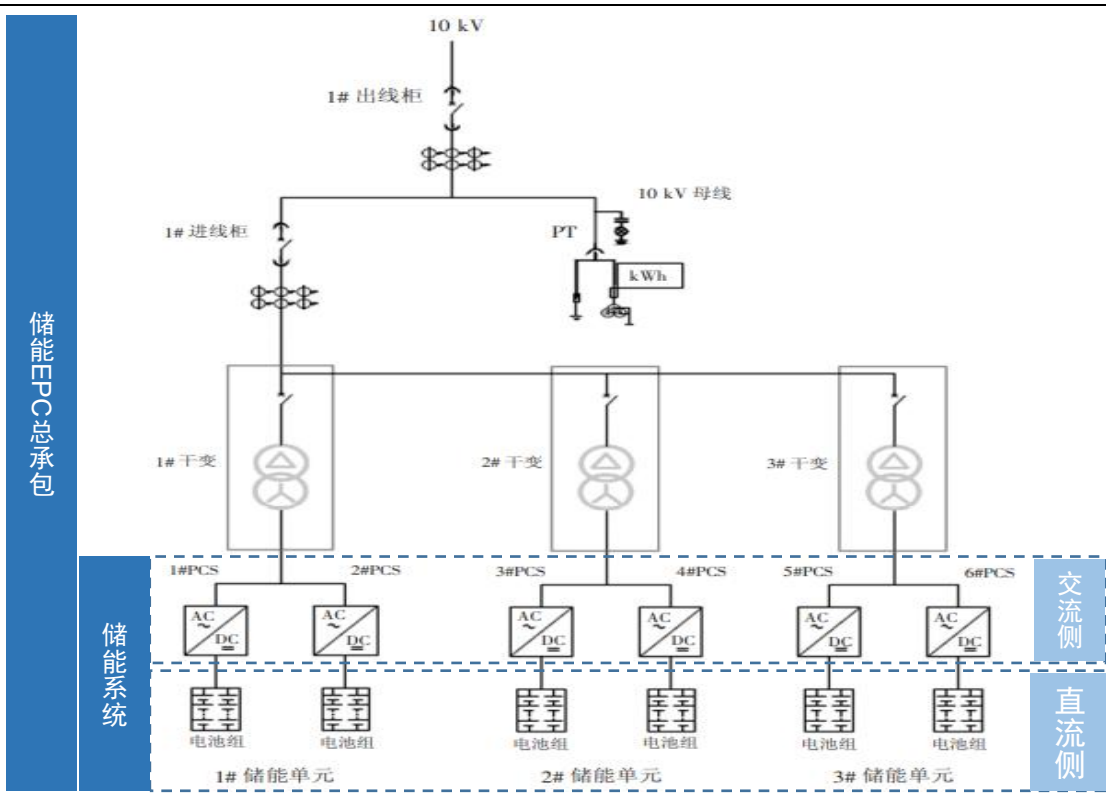 10 kV
1# 出线柜
10 kV 母线
1# 进线柜
PT
kWh
储能EPC总承包
1# 干变
2# 干变
3# 干变
1#PCS
2#PCS
3#PCS
4#PCS
5#PCS
6#PCS
AC
DC
AC
DC
AC
DC
AC
DC
AC
DC
AC
DC
交流侧
储能系统
电池组
电池组
电池组
电池组
电池组
电池组
直流侧
1# 储能单元
2# 储能单元
3# 储能单元